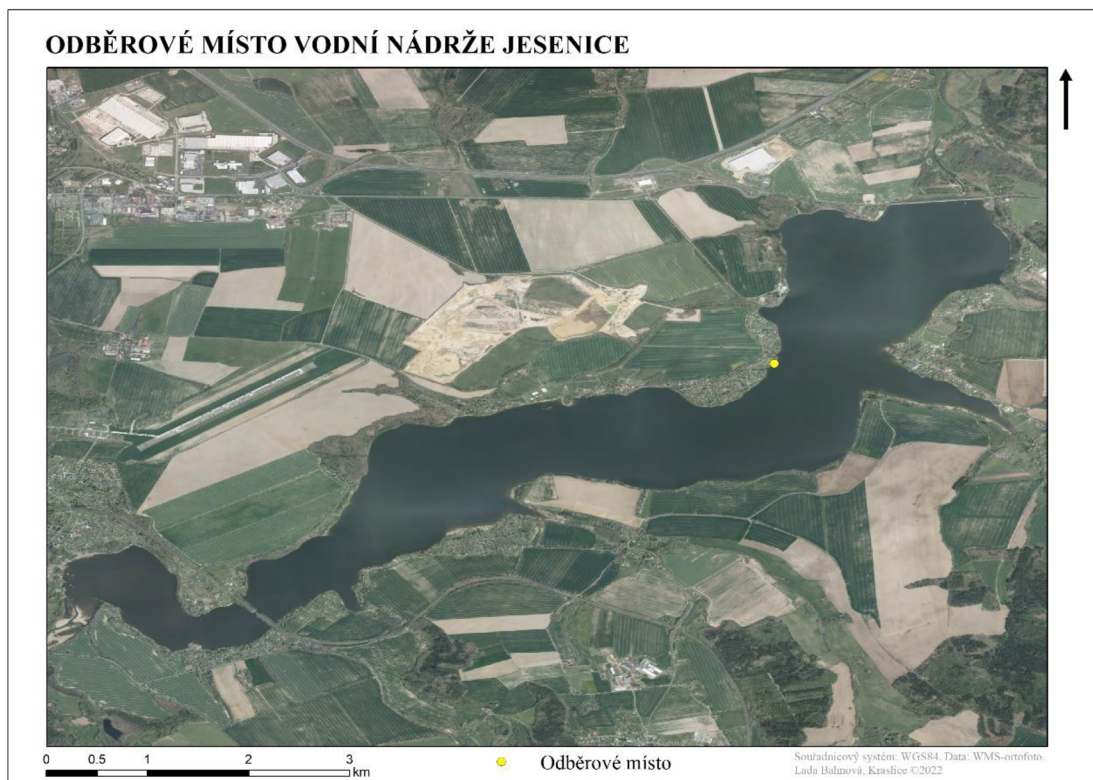 ODBĚROVÉ MÍSTO VODNÍ NÁDRŽE JESENICE
0 0.5 1 2 3
km
Odběrové místo
Souřadnicový systém: WGS84. Data: WMS-ortofoto.
Lada Balmová, Kraslice ©2022